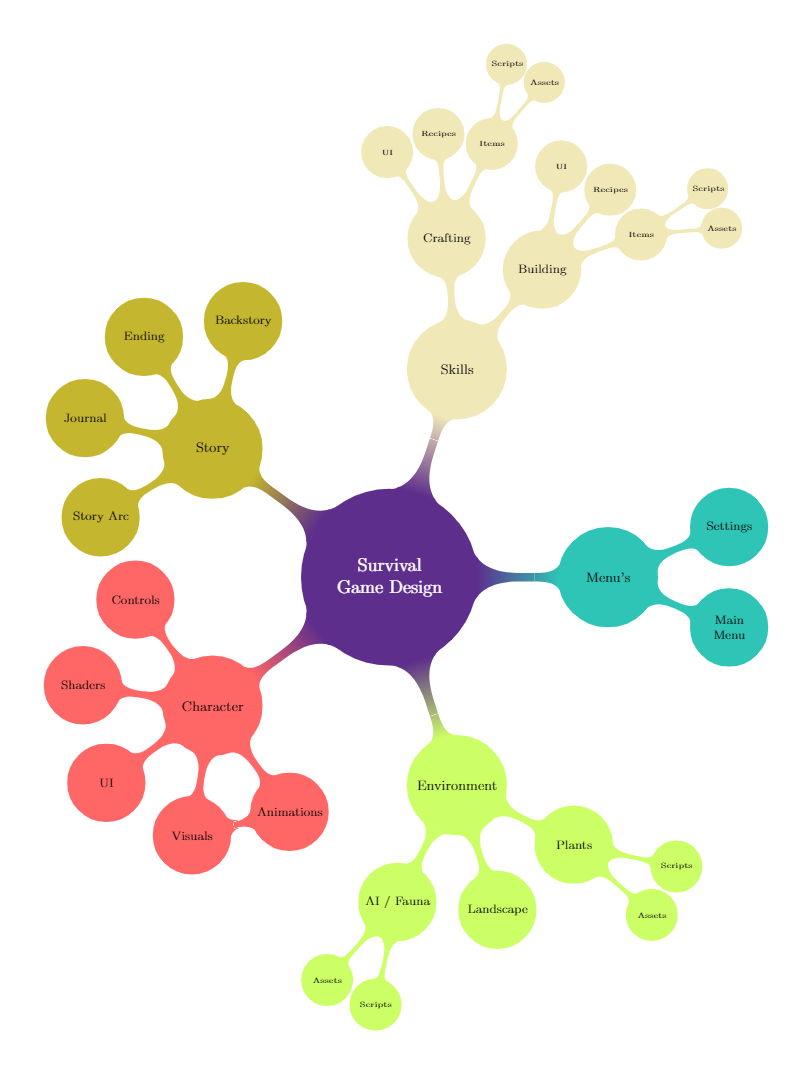 Scripts
Assets
UI
Recipes
Items
Crafting
UI
Recipes
Items
Scripts
Assets
Building
Skills
Backstory
Ending
Journal
Story Arc
Story
Survival
Game Design
Menu's
Settings
Main
Menu
Controls
Shaders
UI
Visuals
Animations
Character
Environment
Plants
Scripts
Assets
Landscape
AI / Fauna
Assets
Scripts